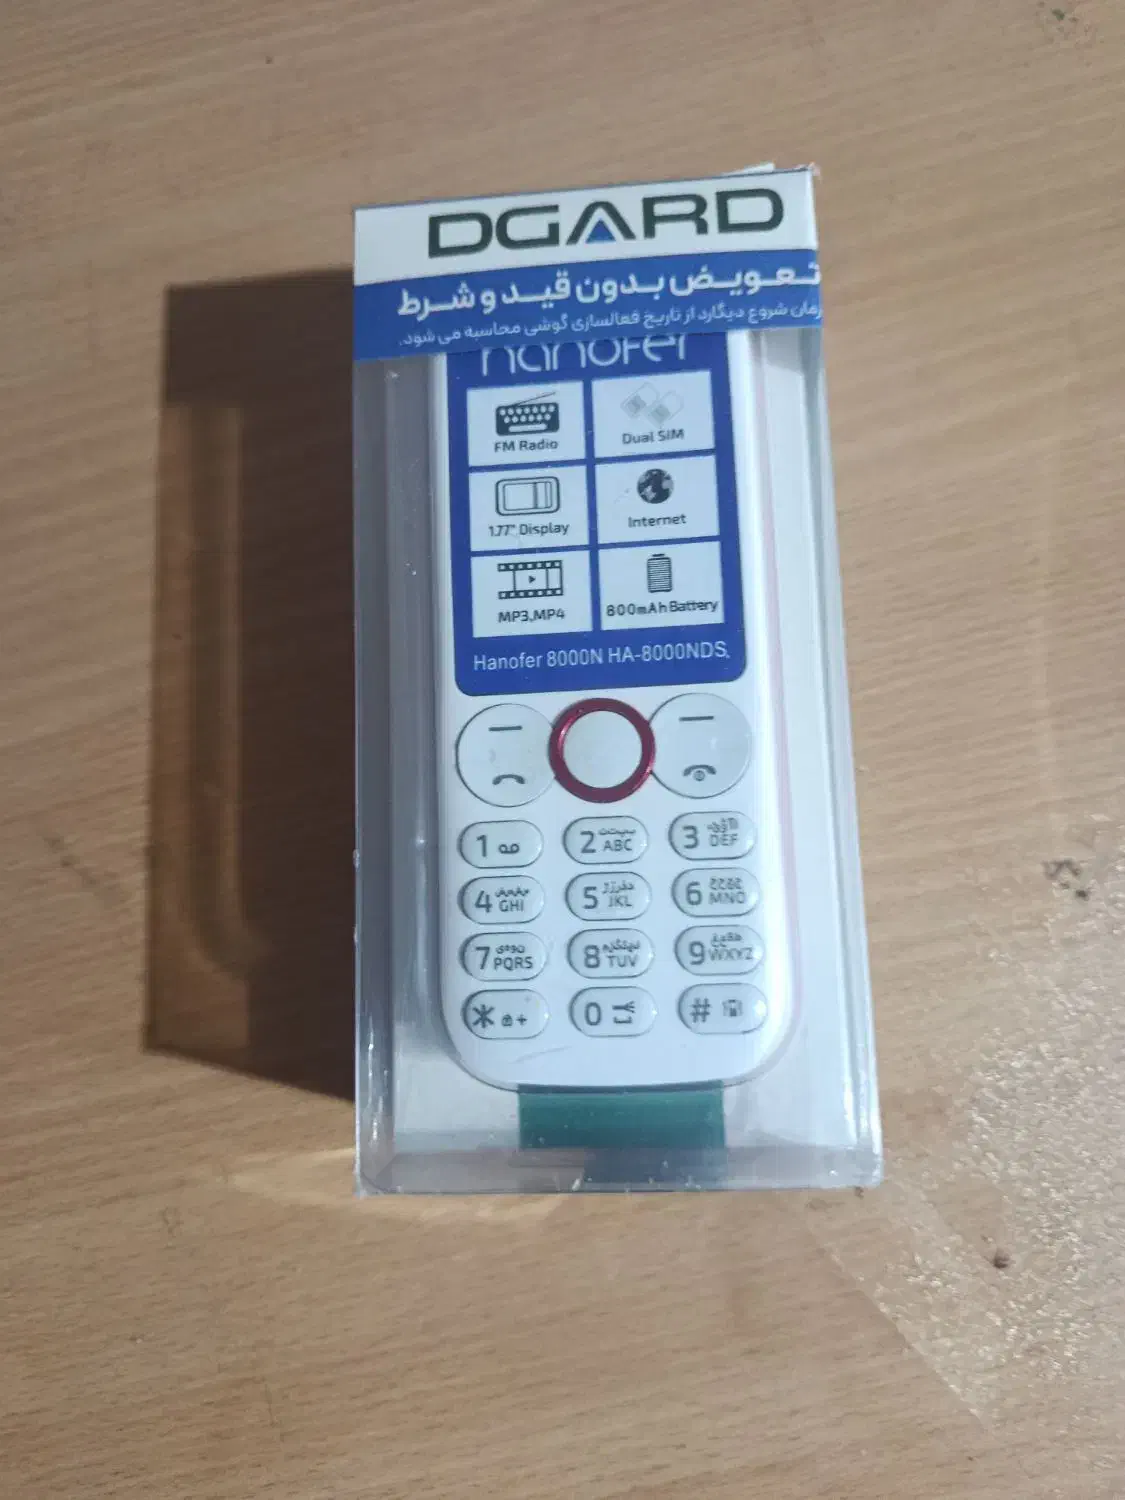 DGARD
تعویض بدون قید و شرط
زمان شروع دیگارد از تاریخ فعالسازی گوشی محاسبه می شود.
hanofer
FM Radio
Dual SIM
1.77" Display
Internet
MP3,MP4
800mAh Battery
Hanofer 8000N HA-8000NDS.
1
2 ABC
3 DEF
4 GHI
5 JKL
6 MNO
7 PQRS
8 TUV
9 WXYZ
* +
0
#